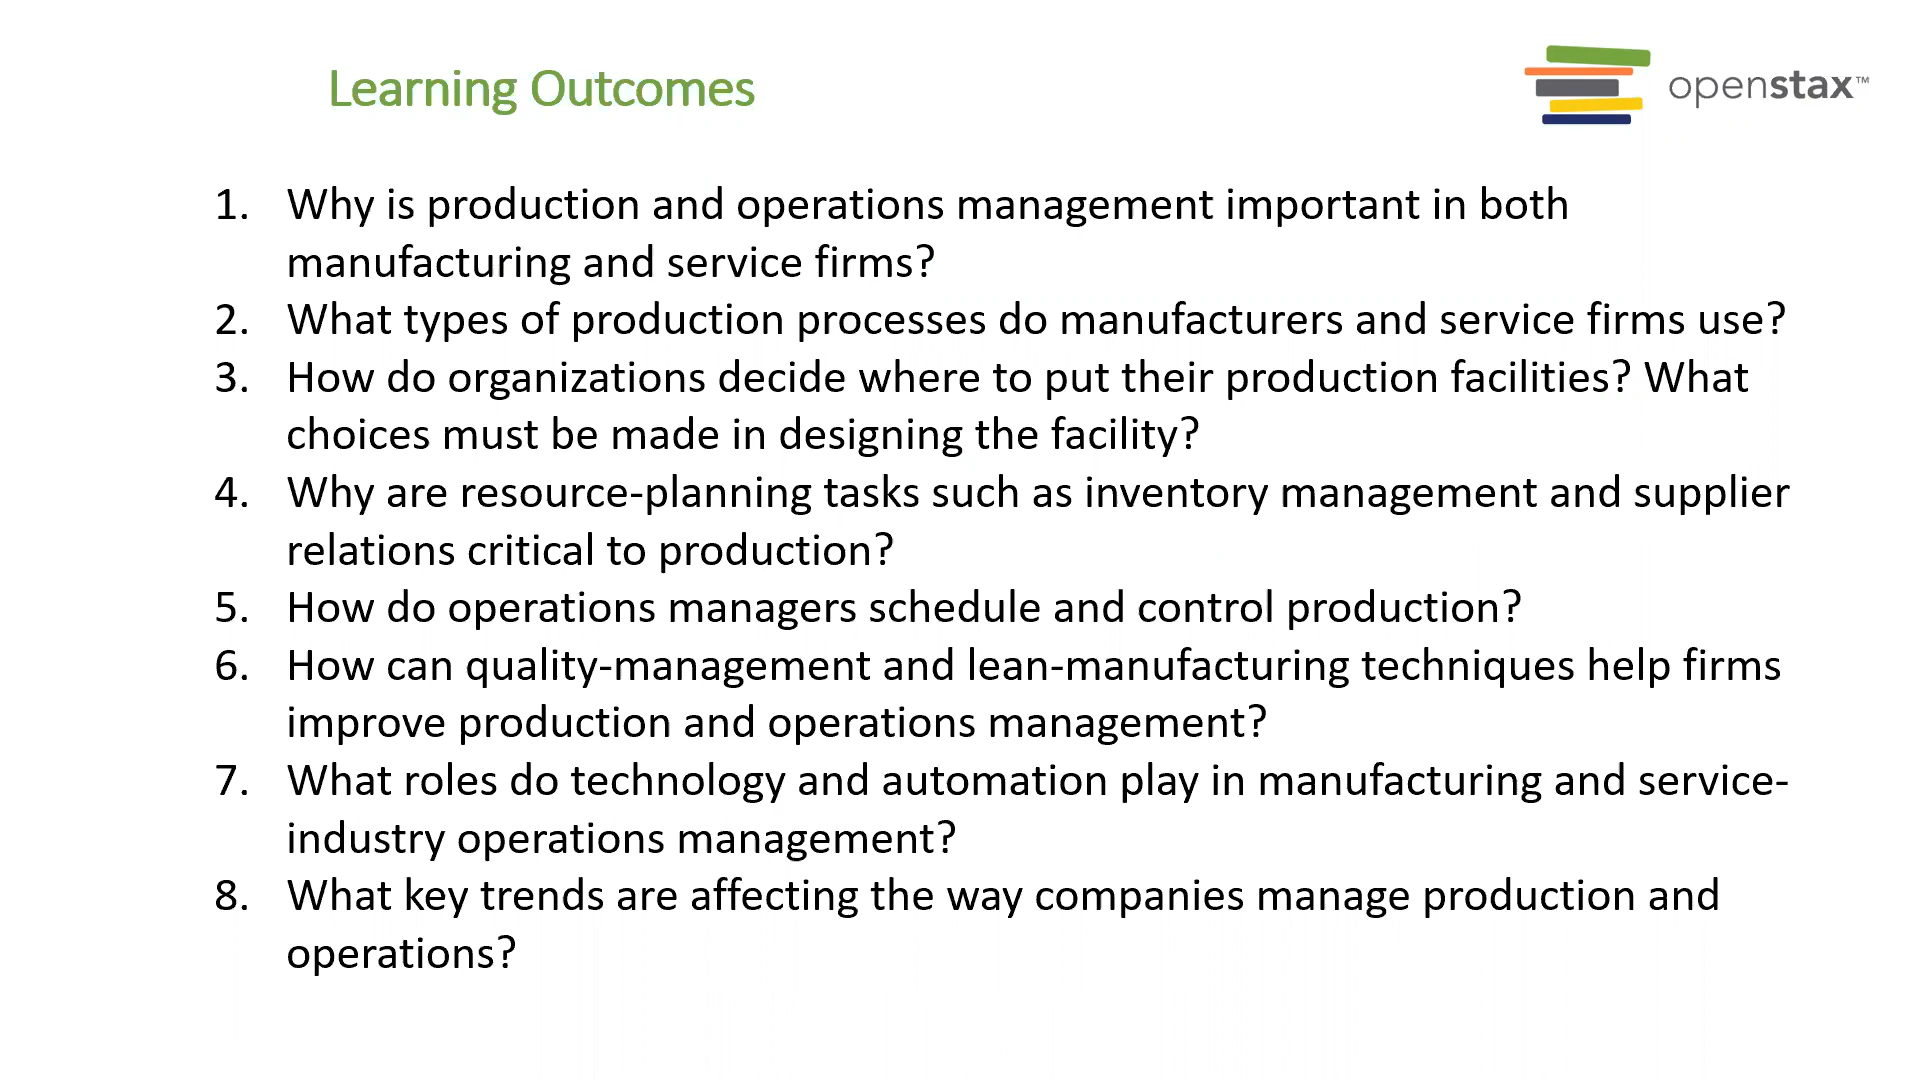 Learning Outcomes
openstax™
1. Why is production and operations management important in both
manufacturing and service firms?
2. What types of production processes do manufacturers and service firms use?
3. How do organizations decide where to put their production facilities? What
choices must be made in designing the facility?
4. Why are resource-planning tasks such as inventory management and supplier
relations critical to production?
5. How do operations managers schedule and control production?
6. How can quality-management and lean-manufacturing techniques help firms
improve production and operations management?
7. What roles do technology and automation play in manufacturing and service-
industry operations management?
8. What key trends are affecting the way companies manage production and
operations?